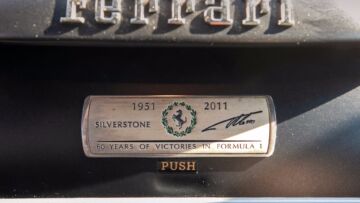 Ferrari
1951 2011
SILVERSTONE
60 YEARS OF VICTORIES IN FORMULA 1
PUSH